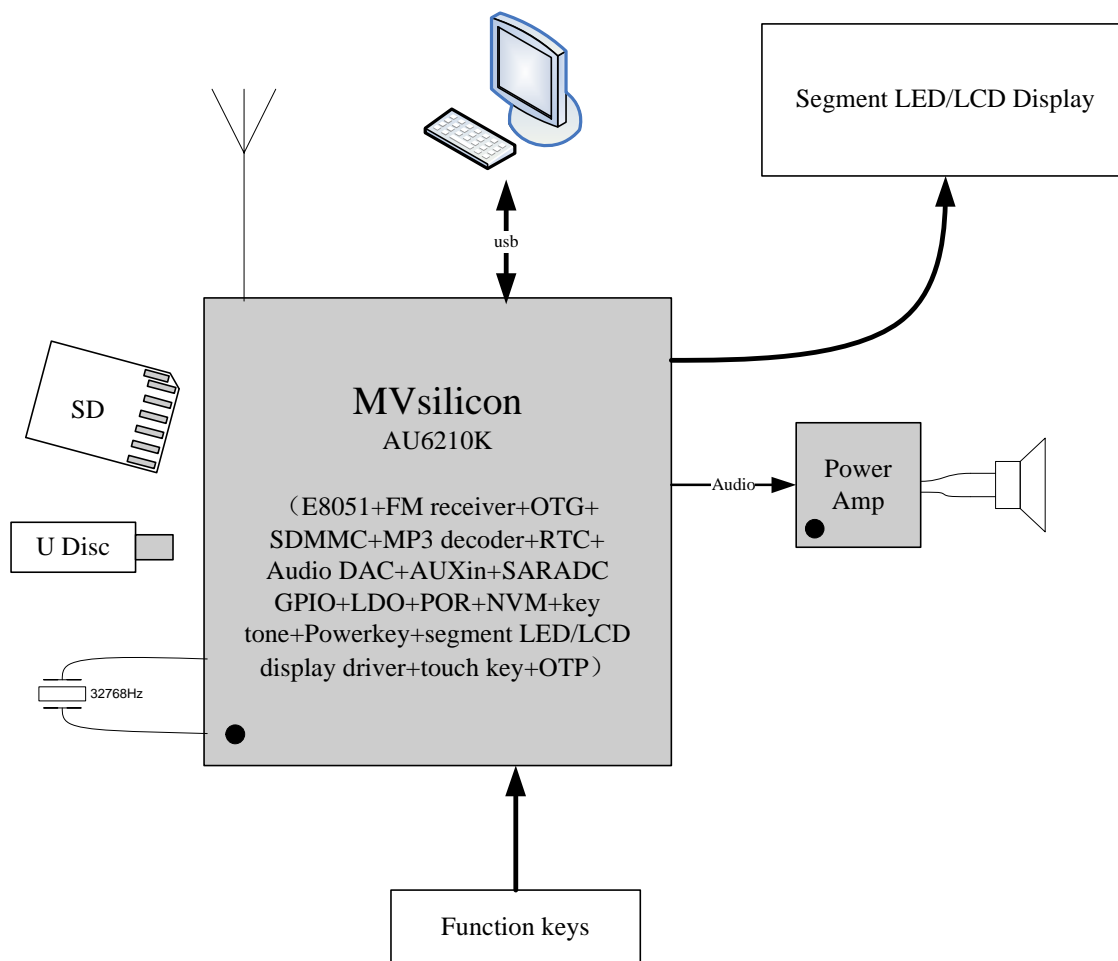 Segment LED/LCD Display
usb
MVsilicon
AU6210K
SD
（E8051+FM receiver+OTG+
SDMMC+MP3 decoder+RTC+
Audio DAC+AUXin+SARADC
GPIO+LDO+POR+NVM+key
tone+Powerkey+segment LED/LCD
display driver+touch key+OTP）
Audio
Power
Amp
U Disc
32768Hz
Function keys